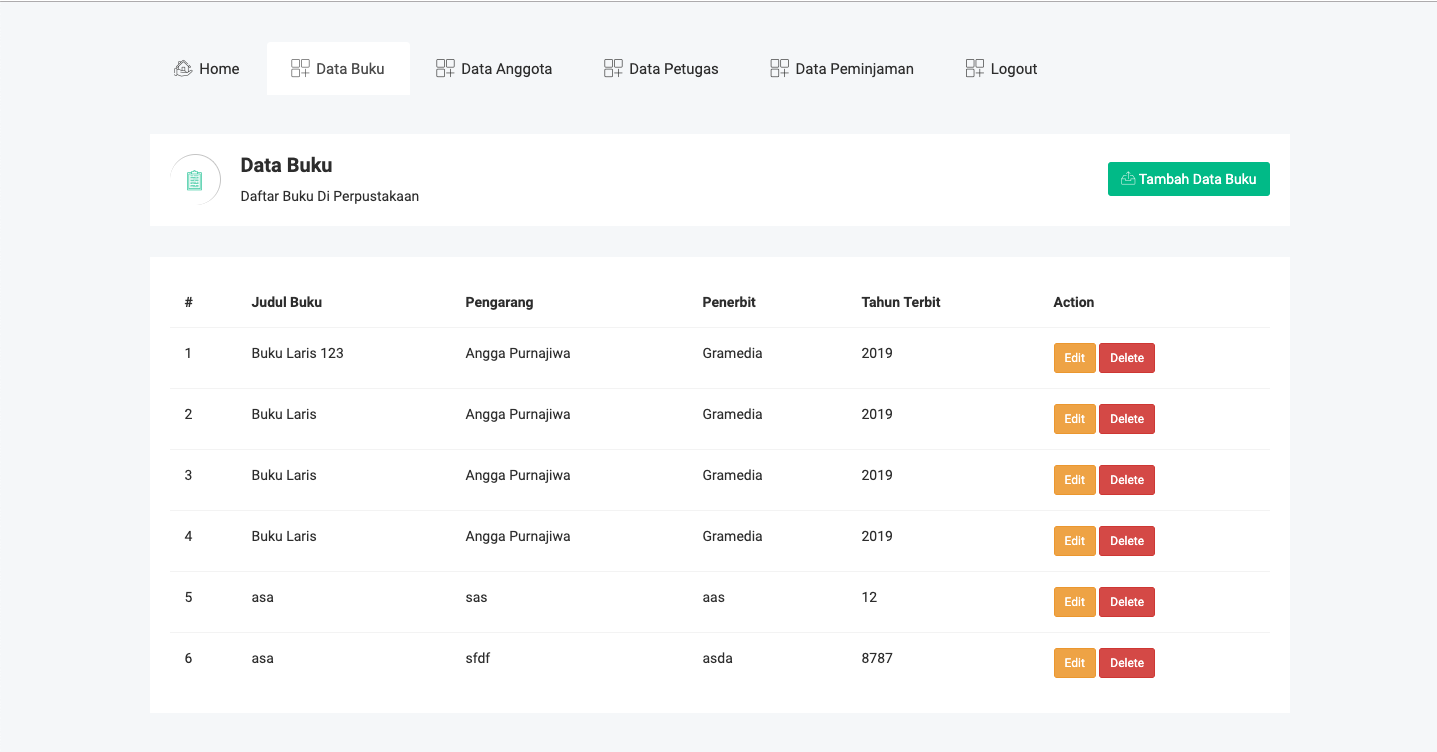 Home Data Buku Data Anggota Data Petugas Data Peminjaman Logout
Data Buku
Daftar Buku Di Perpustakaan
Tambah Data Buku
# Judul Buku Pengarang Penerbit Tahun Terbit Action
1 Buku Laris 123 Angga Purnajiwa Gramedia 2019 Edit Delete
2 Buku Laris Angga Purnajiwa Gramedia 2019 Edit Delete
3 Buku Laris Angga Purnajiwa Gramedia 2019 Edit Delete
4 Buku Laris Angga Purnajiwa Gramedia 2019 Edit Delete
5 asa sas aas 12 Edit Delete
6 asa sfdf asda 8787 Edit Delete